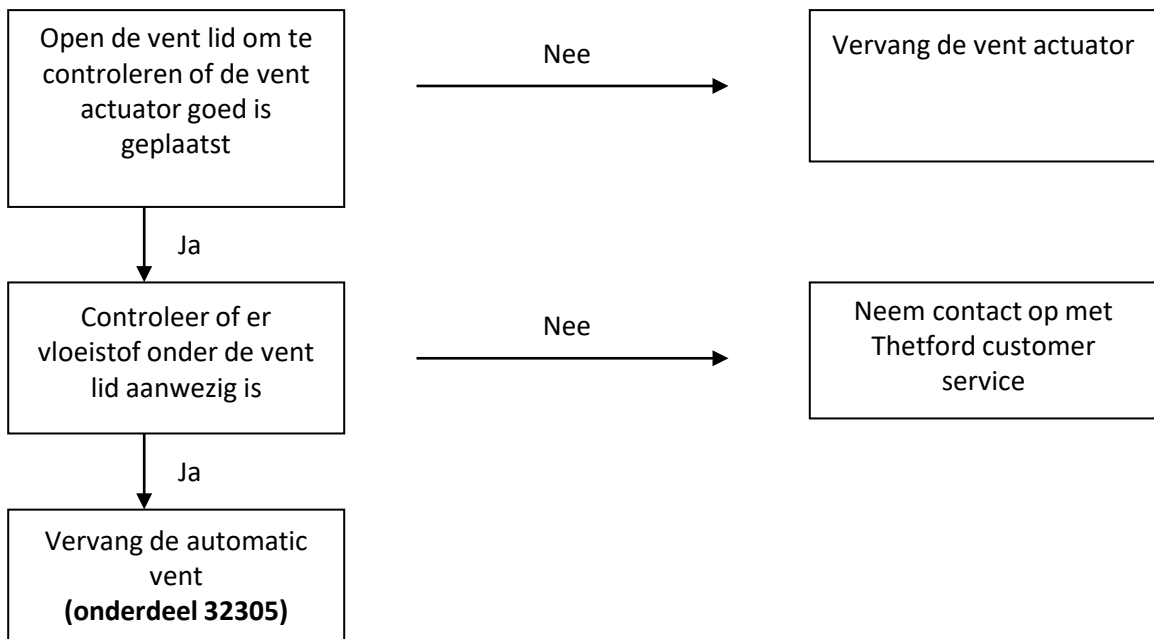 Open de vent lid om te
controleren of de vent
actuator goed is
geplaatst
Nee
Vervang de vent actuator
Ja
Controleer of er
vloeistof onder de vent
lid aanwezig is
Nee
Neem contact op met
Thetford customer
service
Ja
Vervang de automatic
vent
(onderdeel 32305)